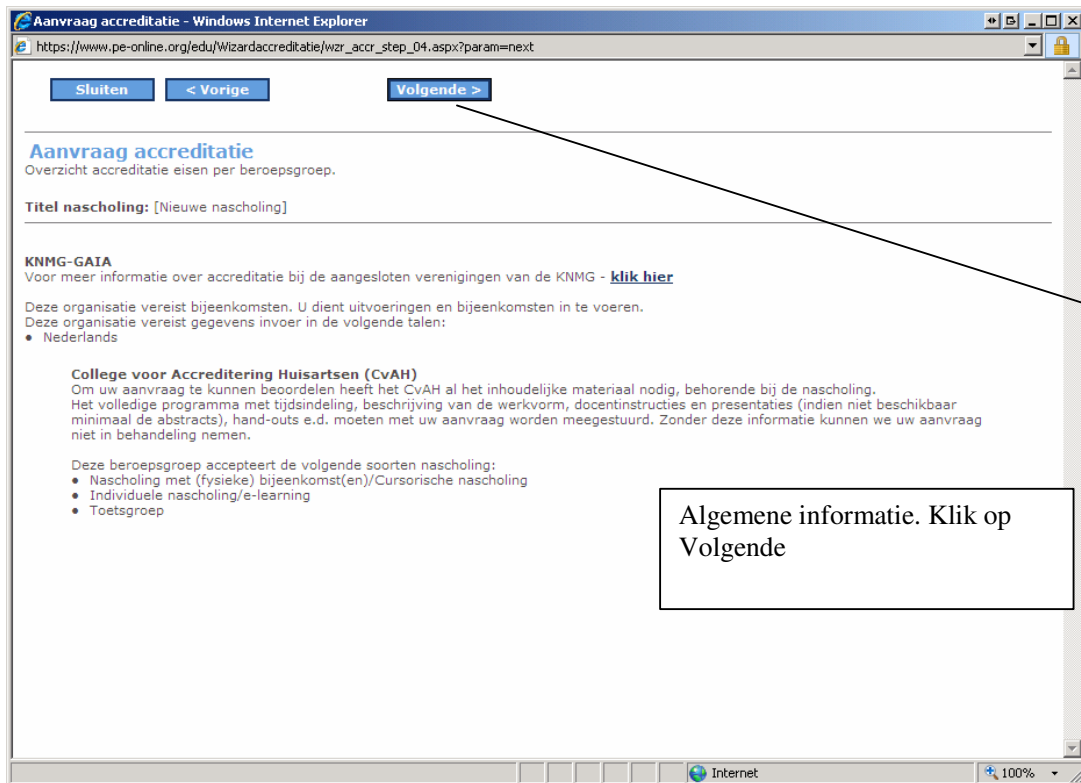 Aanvraag accreditatie - Windows Internet Explorer
https://www.pe-online.org/edu/Wizardaccreditatie/wzr_accr_step_04.aspx?param=next
Sluiten < Vorige Volgende >
Aanvraag accreditatie
Overzicht accreditatie eisen per beroepsgroep.
Titel nascholing: [Nieuwe nascholing]
KNMG-GAIA
Voor meer informatie over accreditatie bij de aangesloten verenigingen van de KNMG - klik hier
Deze organisatie vereist bijeenkomsten. U dient uitvoeringen en bijeenkomsten in te voeren.
Deze organisatie vereist gegevens invoer in de volgende talen:
• Nederlands
College voor Accreditering Huisartsen (CvAH)
Om uw aanvraag te kunnen beoordelen heeft het CvAH al het inhoudelijke materiaal nodig, behorende bij de nascholing.
Het volledige programma met tijdsindeling, beschrijving van de werkvorm, docentinstructies en presentaties (indien niet beschikbaar
minimaal de abstracts), hand-outs e.d. moeten met uw aanvraag worden meegestuurd. Zonder deze informatie kunnen we uw aanvraag
niet in behandeling nemen.
Deze beroepsgroep accepteert de volgende soorten nascholing:
• Nascholing met (fysieke) bijeenkomst(en)/Cursorische nascholing
• Individuele nascholing/e-learning
• Toetsgroep
Algemene informatie. Klik op
Volgende
Internet 100%